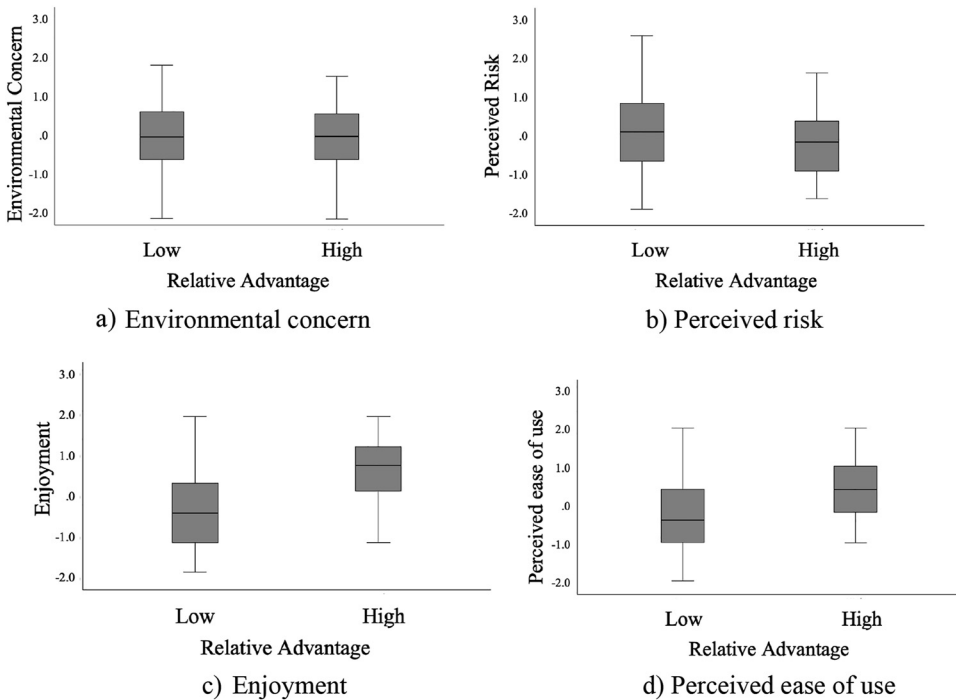 Environmental Concern
3.0
2.0
1.0
.0
-1.0
-2.0
Low High
Relative Advantage
a) Environmental concern
Perceived Risk
3.0
2.0
1.0
.0
-1.0
-2.0
Low High
Relative Advantage
b) Perceived risk
Enjoyment
3.0
2.0
1.0
.0
-1.0
-2.0
Low High
Relative Advantage
c) Enjoyment
Perceived ease of use
3.0
2.0
1.0
.0
-1.0
-2.0
Low High
Relative Advantage
d) Perceived ease of use